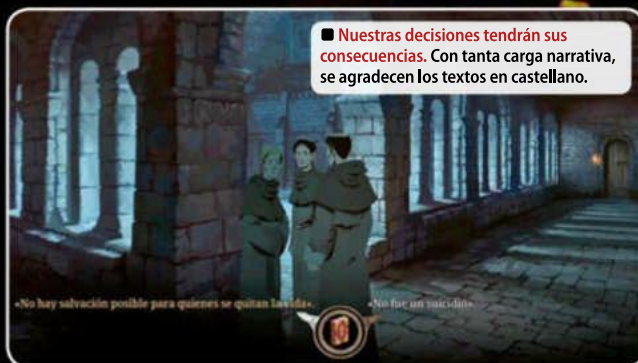 ■ Nuestras decisiones tendrán sus
consecuencias. Con tanta carga narrativa,
se agradecen los textos en castellano.
«No hay salvación posible para quienes se quitan la vida».
«No fue un suicidio».